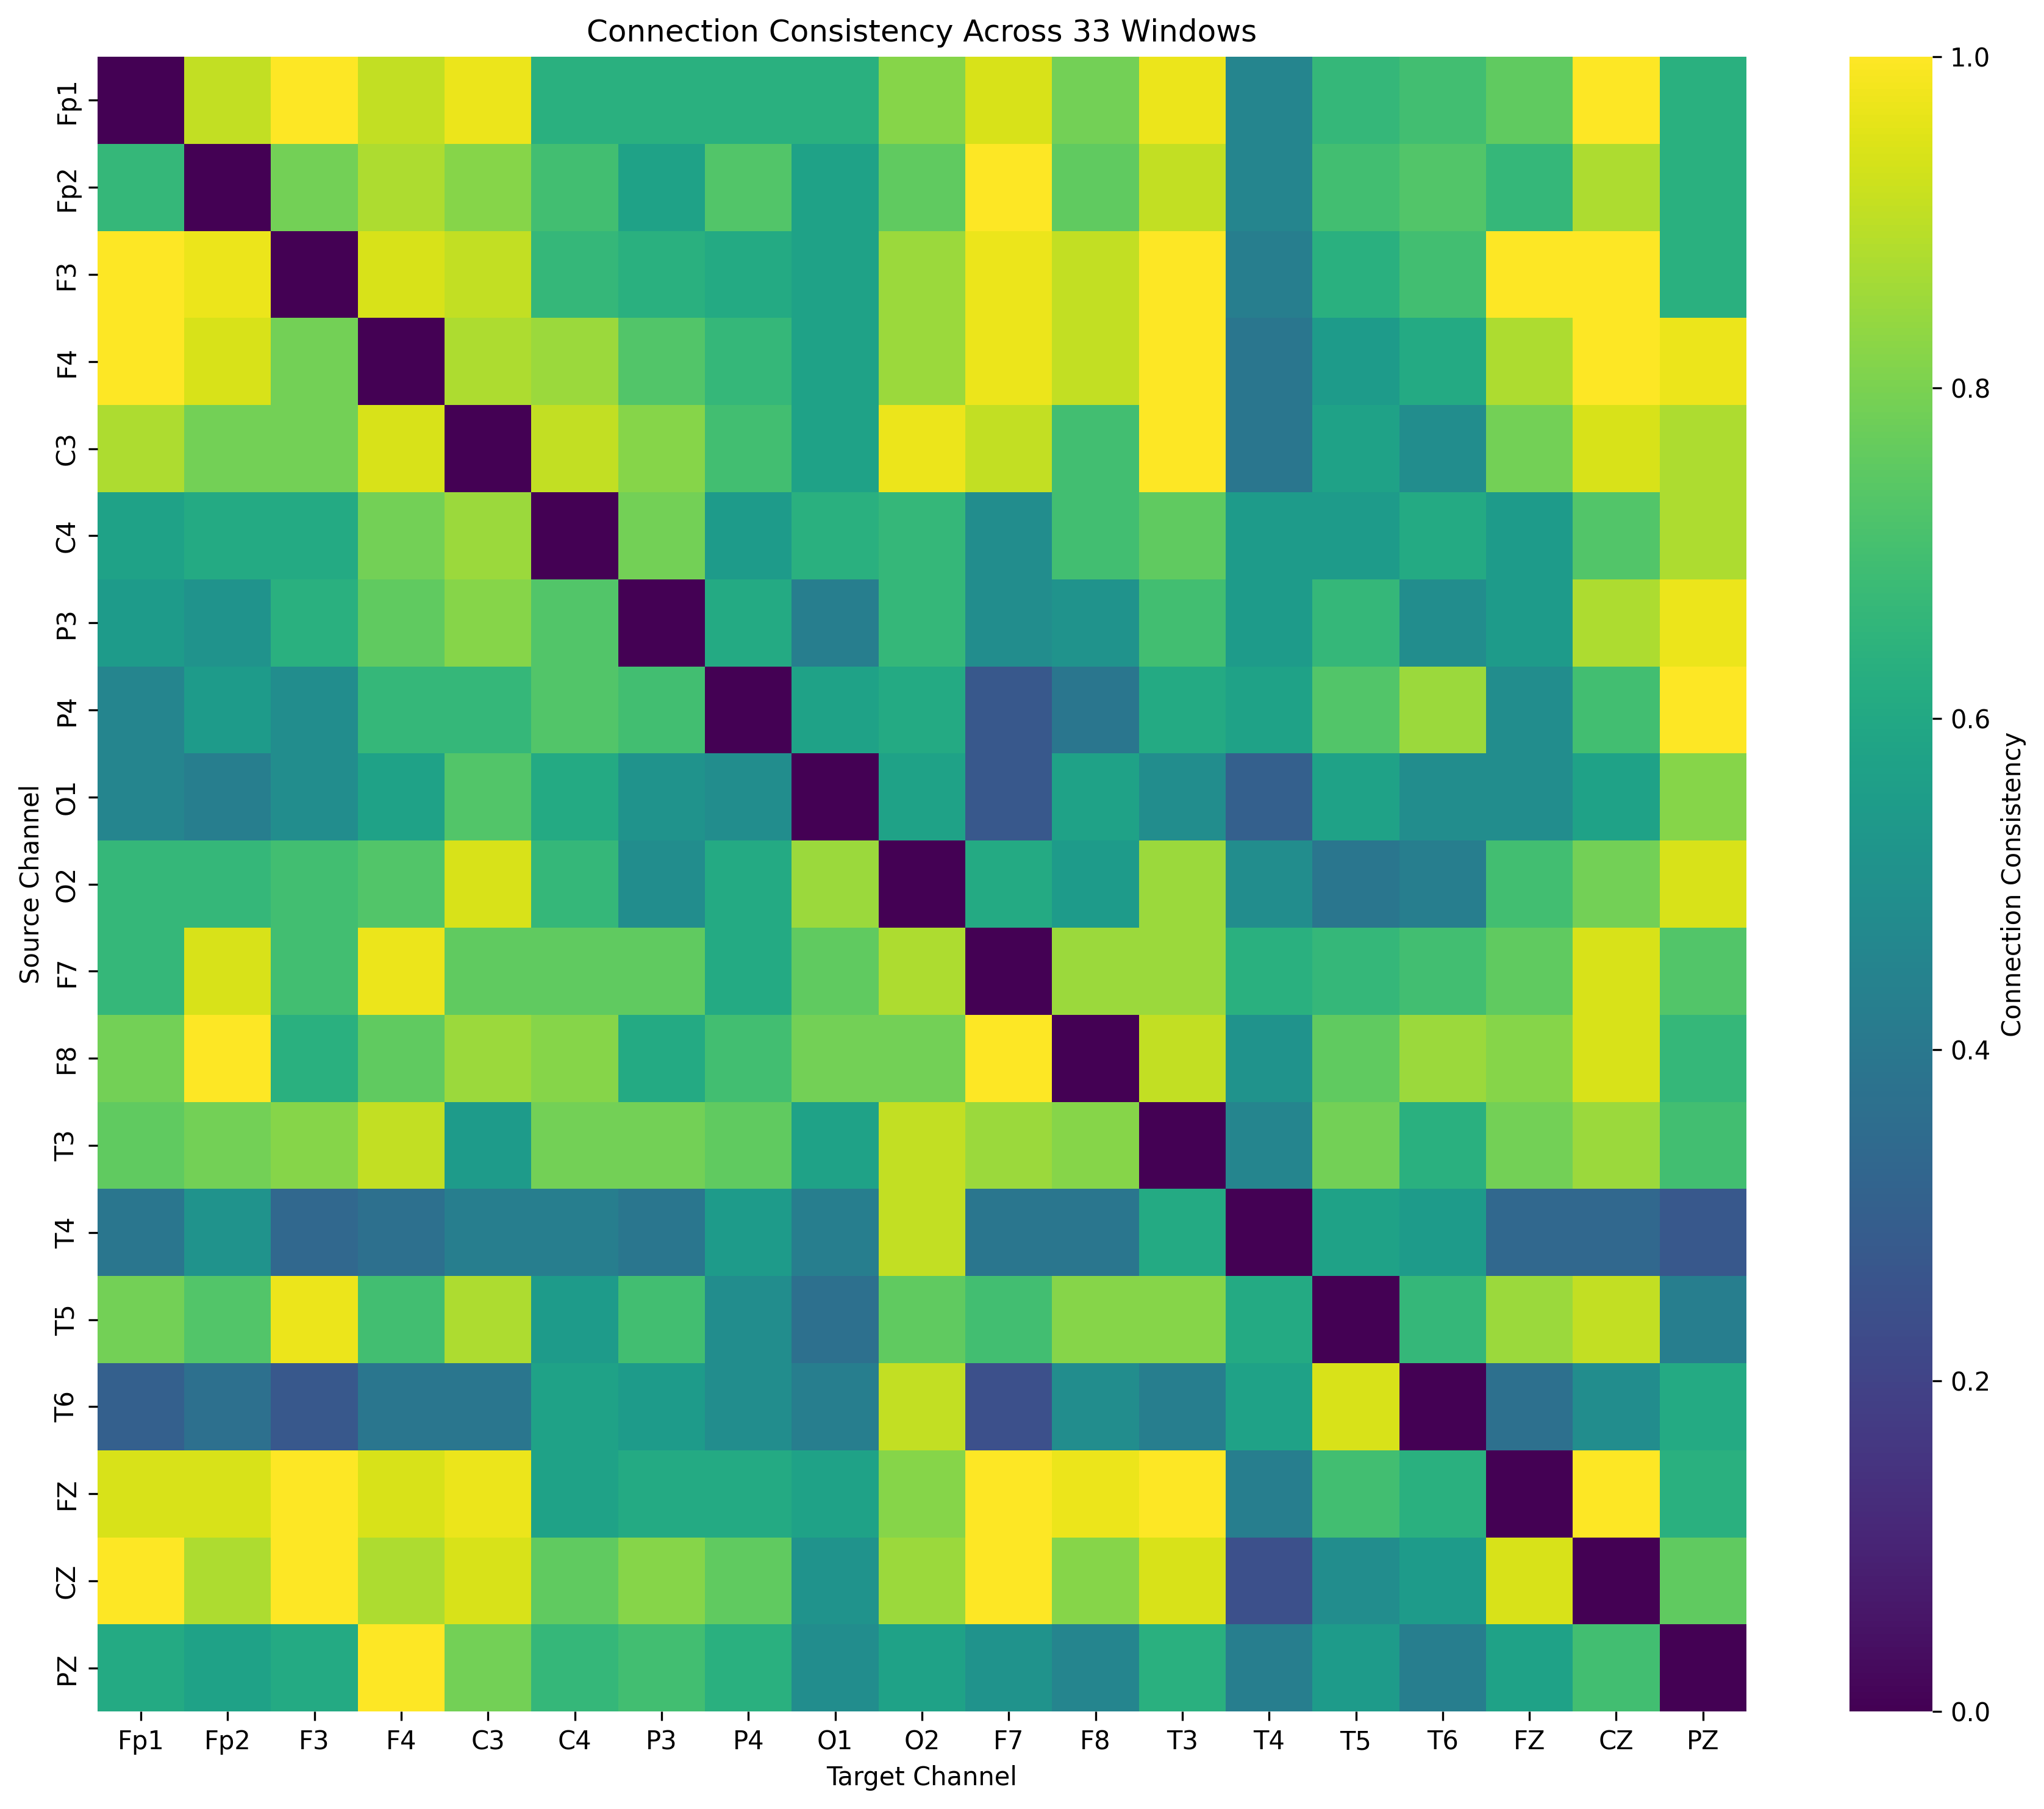 Connection Consistency Across 33 Windows
Source Channel
Fp1
Fp2
F3
F4
C3
C4
P3
P4
O1
O2
F7
F8
T3
T4
T5
T6
FZ
CZ
PZ
Fp1 Fp2 F3 F4 C3 C4 P3 P4 O1 O2 F7 F8 T3 T4 T5 T6 FZ CZ PZ
Target Channel
1.0
0.8
0.6
0.4
0.2
0.0
Connection Consistency